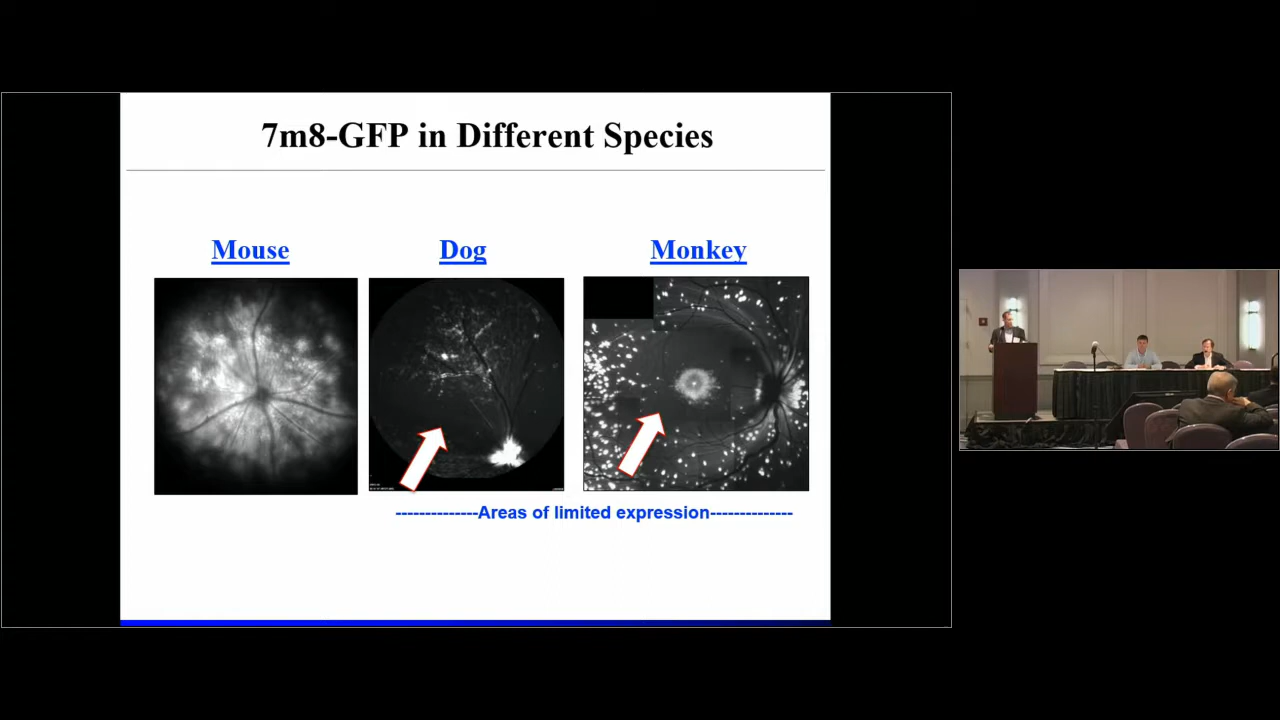 7m8-GFP in Different Species
Mouse
Dog
Monkey
--------------Areas of limited expression--------------